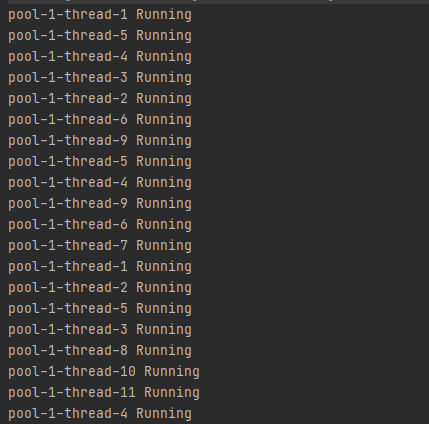 pool-1-thread-1 Running
pool-1-thread-5 Running
pool-1-thread-4 Running
pool-1-thread-3 Running
pool-1-thread-2 Running
pool-1-thread-6 Running
pool-1-thread-9 Running
pool-1-thread-5 Running
pool-1-thread-4 Running
pool-1-thread-9 Running
pool-1-thread-6 Running
pool-1-thread-7 Running
pool-1-thread-1 Running
pool-1-thread-2 Running
pool-1-thread-5 Running
pool-1-thread-3 Running
pool-1-thread-8 Running
pool-1-thread-10 Running
pool-1-thread-11 Running
pool-1-thread-4 Running